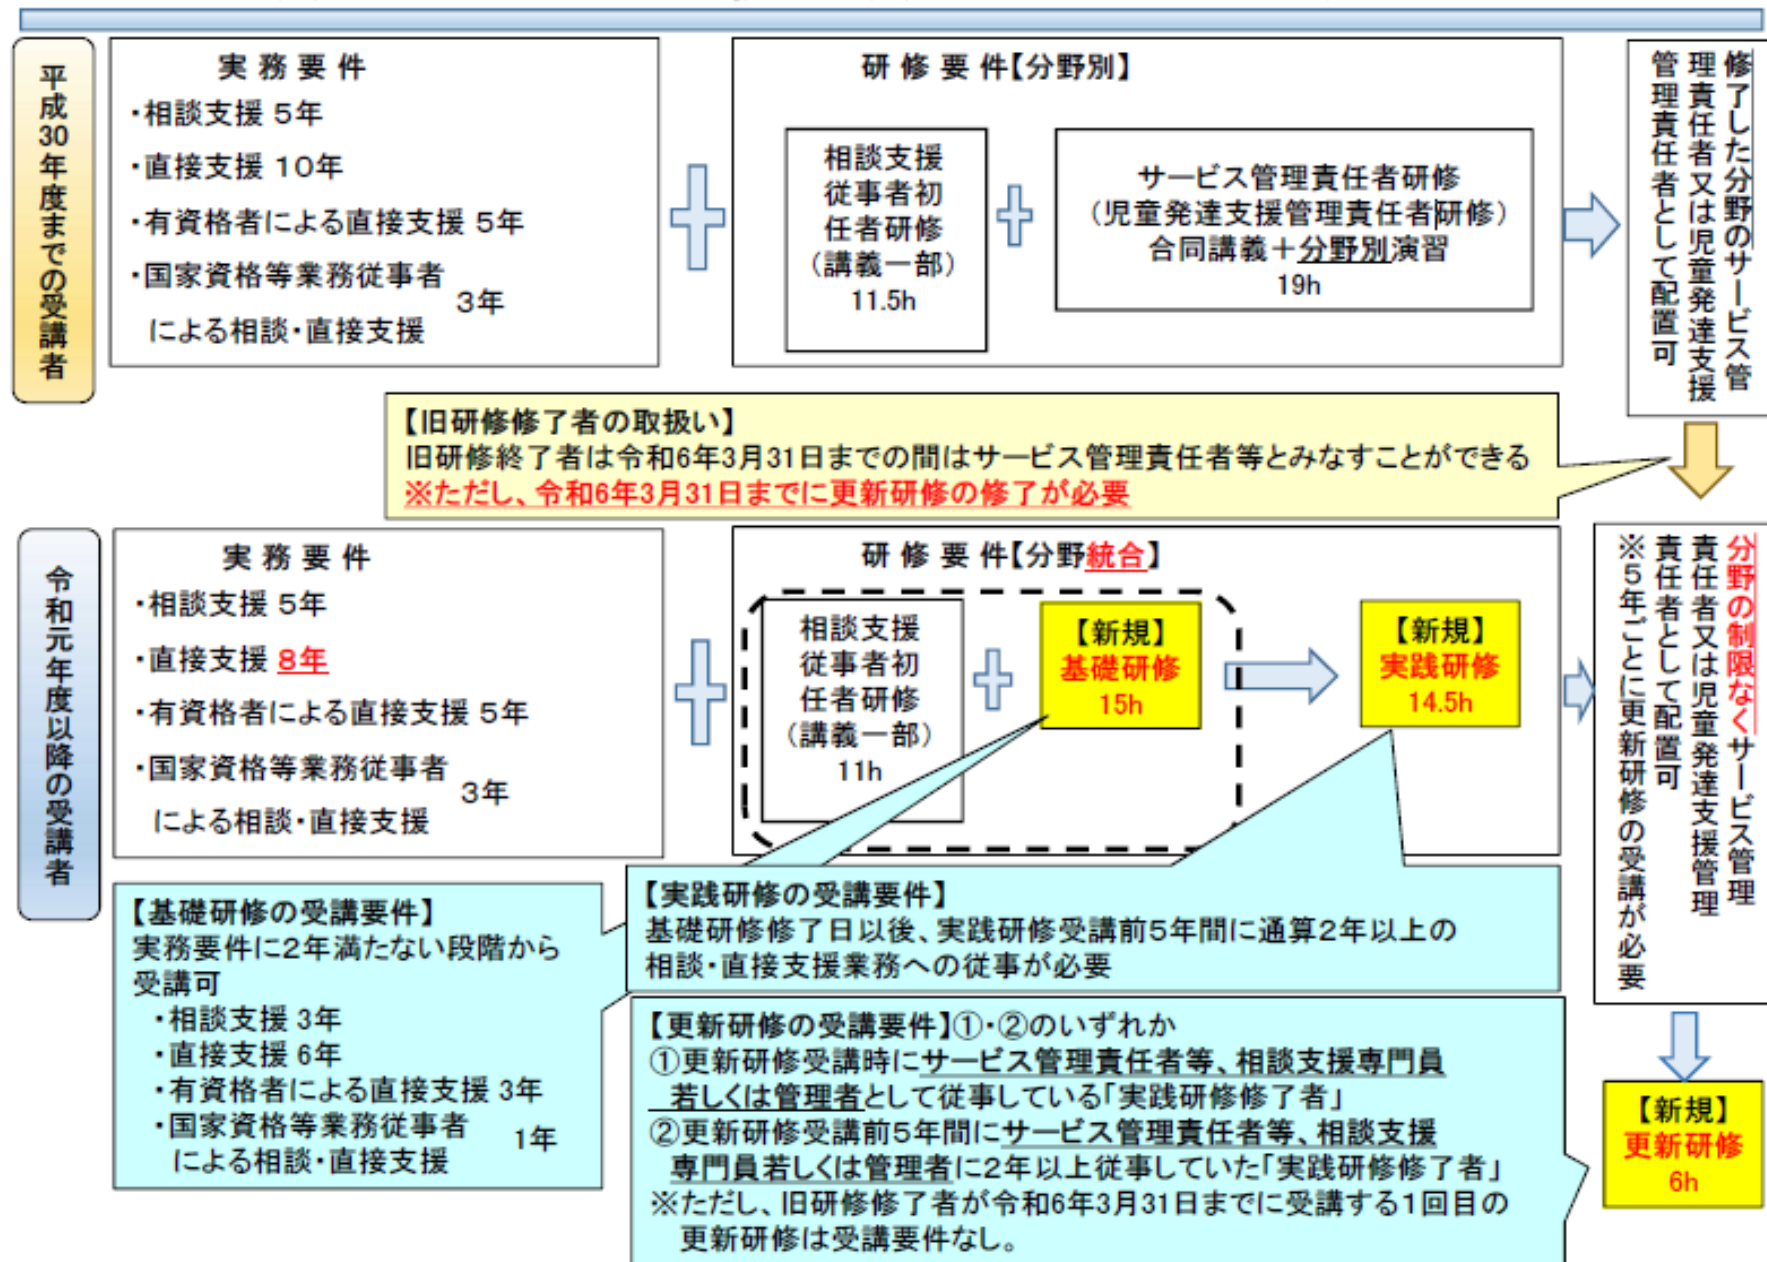 平成30年度までの受講者
実 務 要 件
・相談支援 5年
・直接支援 10年
・有資格者による直接支援 5年
・国家資格等業務従事者
による相談・直接支援
3年
研 修 要 件【分野別】
相談支援
従事者初
任者研修
（講義一部）
11.5h
サービス管理責任者研修
（児童発達支援管理責任者研修）
合同講義＋分野別演習
19h
修了した分野のサービス管
理責任者又は児童発達支援
管理責任者として配置可
【旧研修修了者の取扱い】
旧研修終了者は令和6年3月31日までの間はサービス管理責任者等とみなすことができる
※ただし、令和6年3月31日までに更新研修の修了が必要
令和元年度以降の受講者
実 務 要 件
・相談支援 5年
・直接支援 8年
・有資格者による直接支援 5年
・国家資格等業務従事者
による相談・直接支援
3年
研 修 要 件【分野統合】
相談支援
従事者初
任者研修
（講義一部）
11h
【新規】
基礎研修
15h
【新規】
実践研修
14.5h
分野の制限なくサービス管理
責任者又は児童発達支援管理
責任者として配置可
※5年ごとに更新研修の受講が必要
【基礎研修の受講要件】
実務要件に2年満たない段階から
受講可
・相談支援 3年
・直接支援 6年
・有資格者による直接支援 3年
・国家資格等業務従事者
による相談・直接支援
1年
【実践研修の受講要件】
基礎研修修了日以後、実践研修受講前5年間に通算2年以上の
相談・直接支援業務への従事が必要
【更新研修の受講要件】①・②のいずれか
①更新研修受講時にサービス管理責任者等、相談支援専門員
若しくは管理者として従事している「実践研修修了者」
②更新研修受講前5年間にサービス管理責任者等、相談支援
専門員若しくは管理者に2年以上従事していた「実践研修修了者」
※ただし、旧研修修了者が令和6年3月31日までに受講する1回目の
更新研修は受講要件なし。
【新規】
更新研修
6h